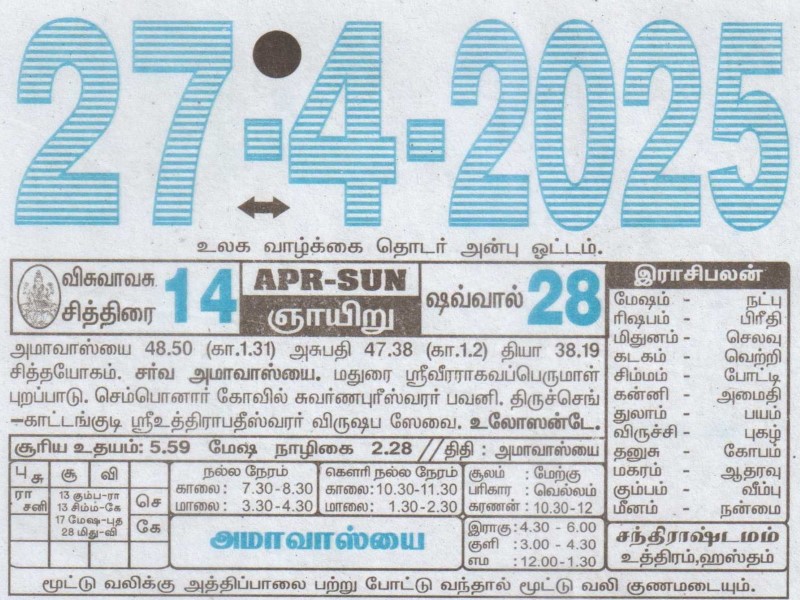 27-4-2025
உலக வாழ்க்கை தொடர் அன்பு ஓட்டம்.
விசுவாவசு சித்திரை 14 APR-SUN ஞாயிறு ஷவ்வால் 28
அமாவாஸ்யை 48.50 (கா.1.31) அசுபதி 47.38 (கா.1.2) தியா 38.19
சித்தயோகம். சர்வ அமாவாஸ்யை. மதுரை ஸ்ரீவீரராகவப்பெருமாள்
புறப்பாடு. செம்பொனார் கோவில் சுவர்ணபுரீஸ்வரர் பவனி. திருச்செங்
-காட்டங்குடி ஸ்ரீஉத்திராபதீஸ்வரர் விருஷப ஸேவை. உலோஸன்டே.
சூரிய உதயம்: 5.59 மேஷ நாழிகை 2.28 // திதி : அமாவாஸ்யை
இராசிபலன்
மேஷம் - நட்பு
ரிஷபம் - பிரீதி
மிதுனம் - செலவு
கடகம் - வெற்றி
சிம்மம் - போட்டி
கன்னி - அமைதி
துலாம் - பயம்
விருச்சி - புகழ்
தனுசு - கோபம்
மகரம் - ஆதரவு
கும்பம் - வீம்பு
மீனம் - நன்மை
சந்திராஷ்டமம்
உத்திரம்,ஹஸ்தம்
பு சு சூ வி
ரா சனி
13 கும்ப-ரா
13 சிம்ம-கே
17 மேஷ-புத
28 மிது-வி
செ
கே
நல்ல நேரம்
காலை: 7.30-8.30
மாலை: 3.30-4.30
கௌரி நல்ல நேரம்
காலை:10.30-11.30
மாலை: 1.30-2.30
சூலம் : மேற்கு
பரிகார : வெல்லம்
கரணன் : 10.30-12
அமாவாஸ்யை
இராகு : 4.30 - 6.00
குளி : 3.00 - 4.30
எம : 12.00-1.30
மூட்டு வலிக்கு அத்திப்பாலை பற்று போட்டு வந்தால் மூட்டு வலி குணமடையும்.